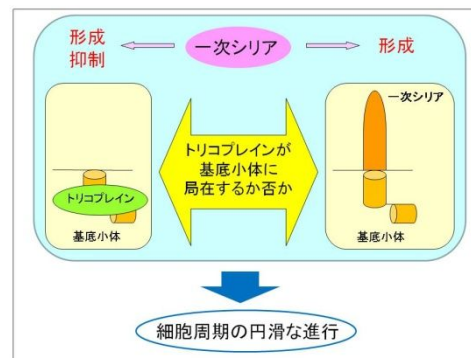 形成
抑制
一次シリア
形成
トリコプレイン
基底小体
トリコプレインが
基底小体に
局在するか否か
一次シリア
基底小体
細胞周期の円滑な進行